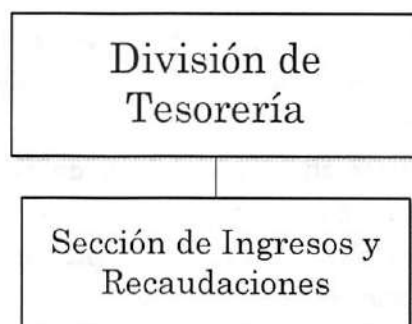 División de
Tesorería
Sección de Ingresos y
Recaudaciones